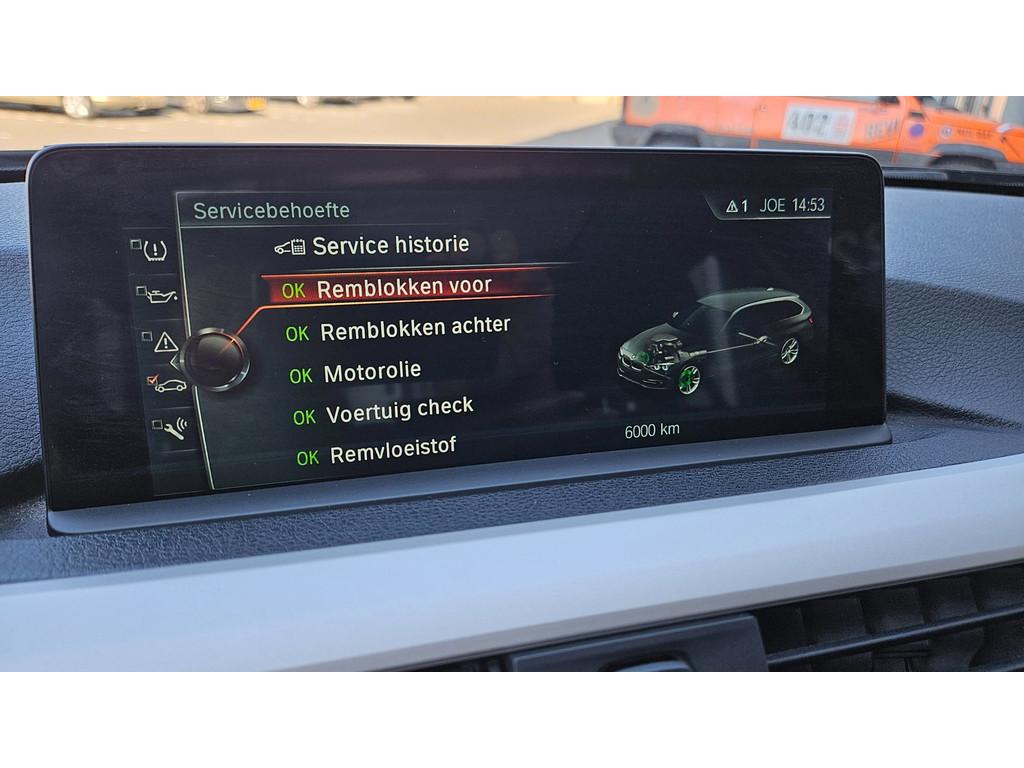 Servicebehoefte
1 JOE 14:53
Service historie
OK Remblokken voor
OK Remblokken achter
OK Motorolie
OK Voertuig check
OK Remvloeistof
6000 km